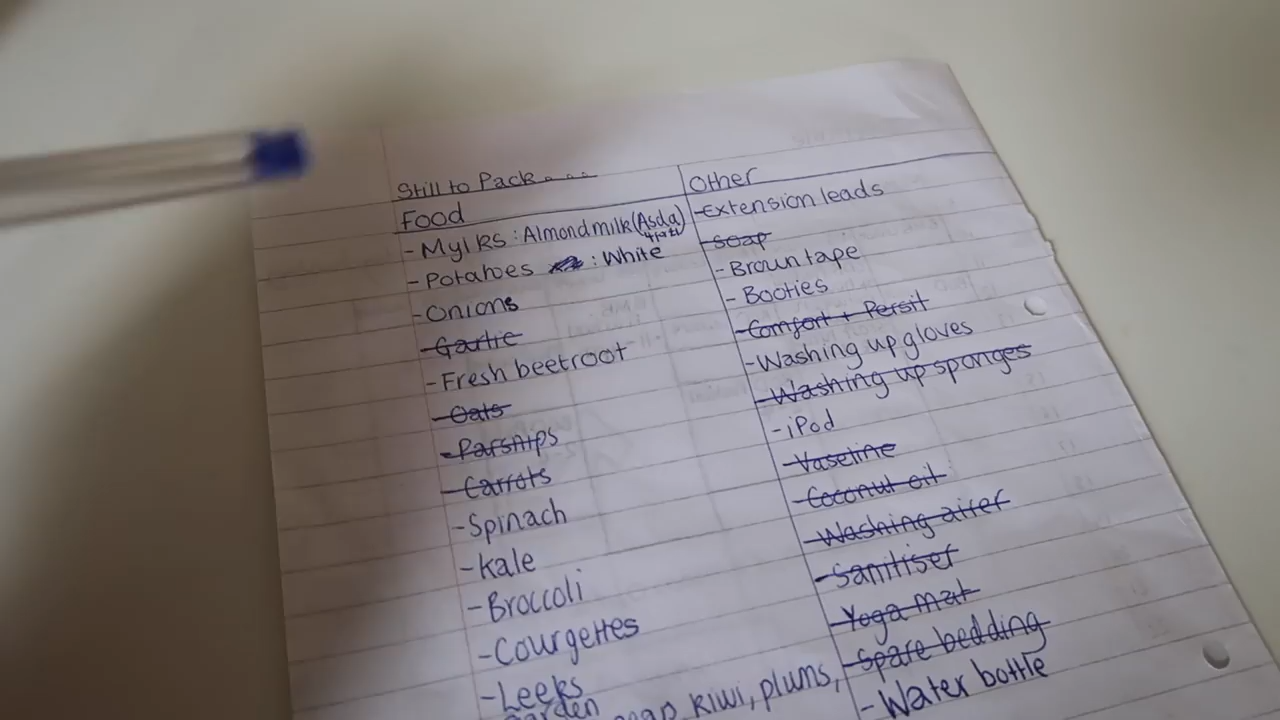 Still to Pack....
Food
- Mylks : Almond milk (Asda)
- Potatoes : White
- Onions
- Garlic
- Fresh beetroot
- Oats
- Parsnips
- Carrots
- Spinach
- Kale
- Broccoli
- Courgettes
- Leeks
kiwi, plums,
Other
- Extension leads
- Soap
- Brown tape
- Booties
- Comfort + Persil
- Washing up gloves
- Washing up sponges
- iPod
- Vaseline
- Coconut oil
- Washing airer
- Sanitiser
- Yoga mat
- Spare bedding
- Water bottle